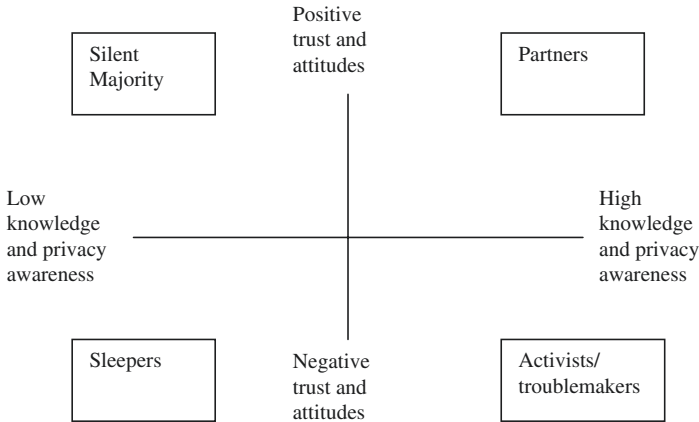 Positive
trust and
attitudes
Silent
Majority
Partners
Low
knowledge
and privacy
awareness
High
knowledge
and privacy
awareness
Sleepers
Negative
trust and
attitudes
Activists/
troublemakers